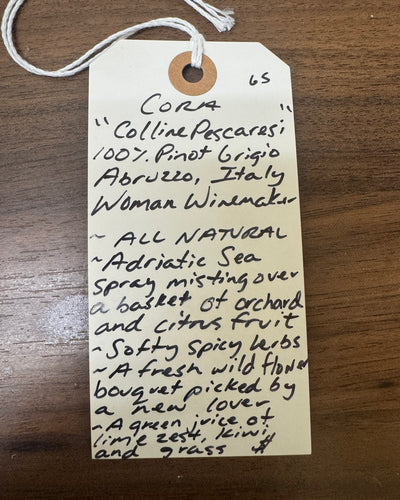 6S
CORA
"Colline Pescaresi"
100%. Pinot Grigio
Abruzzo, Italy
Woman Winemaker
~ ALL NATURAL
~ Adriatic Sea
spray misting over
a basket of orchard
and citrus fruit
~ Softy spicy herbs
~ A fresh wild flower
bouquet picked by
a new lover
~ A green juice of
lime zest, kiwi
and grass $